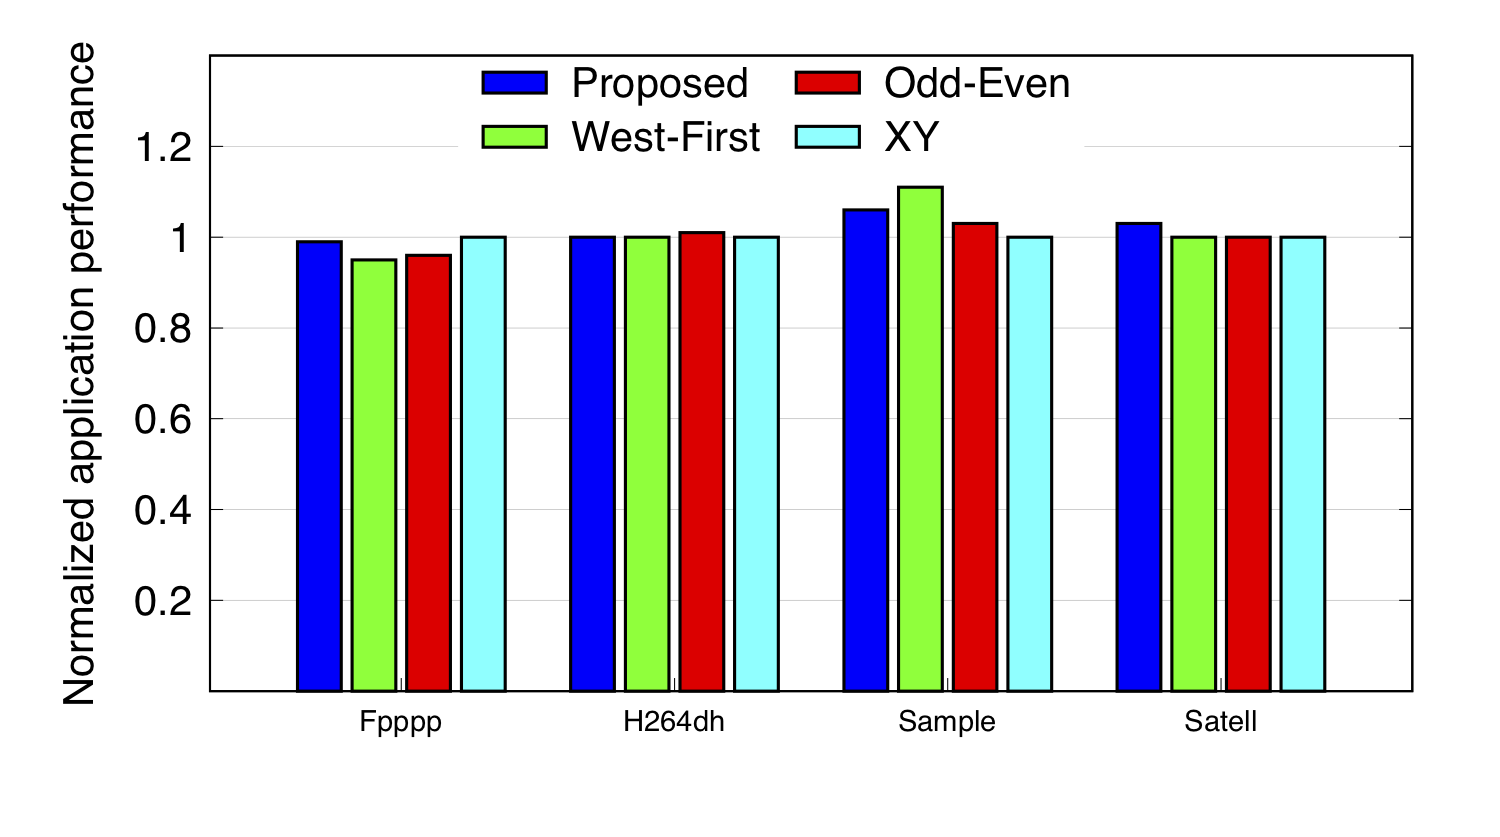 Normalized application performance
Proposed Odd-Even
West-First XY
1.2
1
0.8
0.6
0.4
0.2
Fpppp H264dh Sample Satell